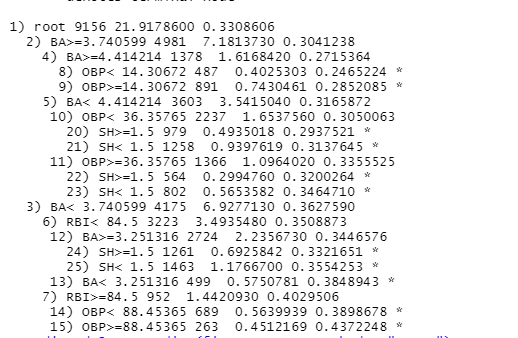 1) root 9156 21.9178600 0.3308606
2) BA>=3.740599 4981 7.1813730 0.3041238
4) BA>=4.414214 1378 1.6168420 0.2715364
8) OBP< 14.30672 487 0.4025303 0.2465224 *
9) OBP>=14.30672 891 0.7430461 0.2852085 *
5) BA< 4.414214 3603 3.5415040 0.3165872
10) OBP< 36.35765 2237 1.6537560 0.3050063
20) SH>=1.5 979 0.4935018 0.2937521 *
21) SH< 1.5 1258 0.9397619 0.3137645 *
11) OBP>=36.35765 1366 1.0964020 0.3355525
22) SH>=1.5 564 0.2994760 0.3200264 *
23) SH< 1.5 802 0.5653582 0.3464710 *
3) BA< 3.740599 4175 6.9277130 0.3627590
6) RBI< 84.5 3223 3.4935480 0.3508873
12) BA>=3.251316 2724 2.2356730 0.3446576
24) SH>=1.5 1261 0.6925842 0.3321651 *
25) SH< 1.5 1463 1.1766700 0.3554253 *
13) BA< 3.251316 499 0.5750781 0.3848943 *
7) RBI>=84.5 952 1.4420930 0.4029506
14) OBP< 88.45365 689 0.5639939 0.3898678 *
15) OBP>=88.45365 263 0.4512169 0.4372248 *